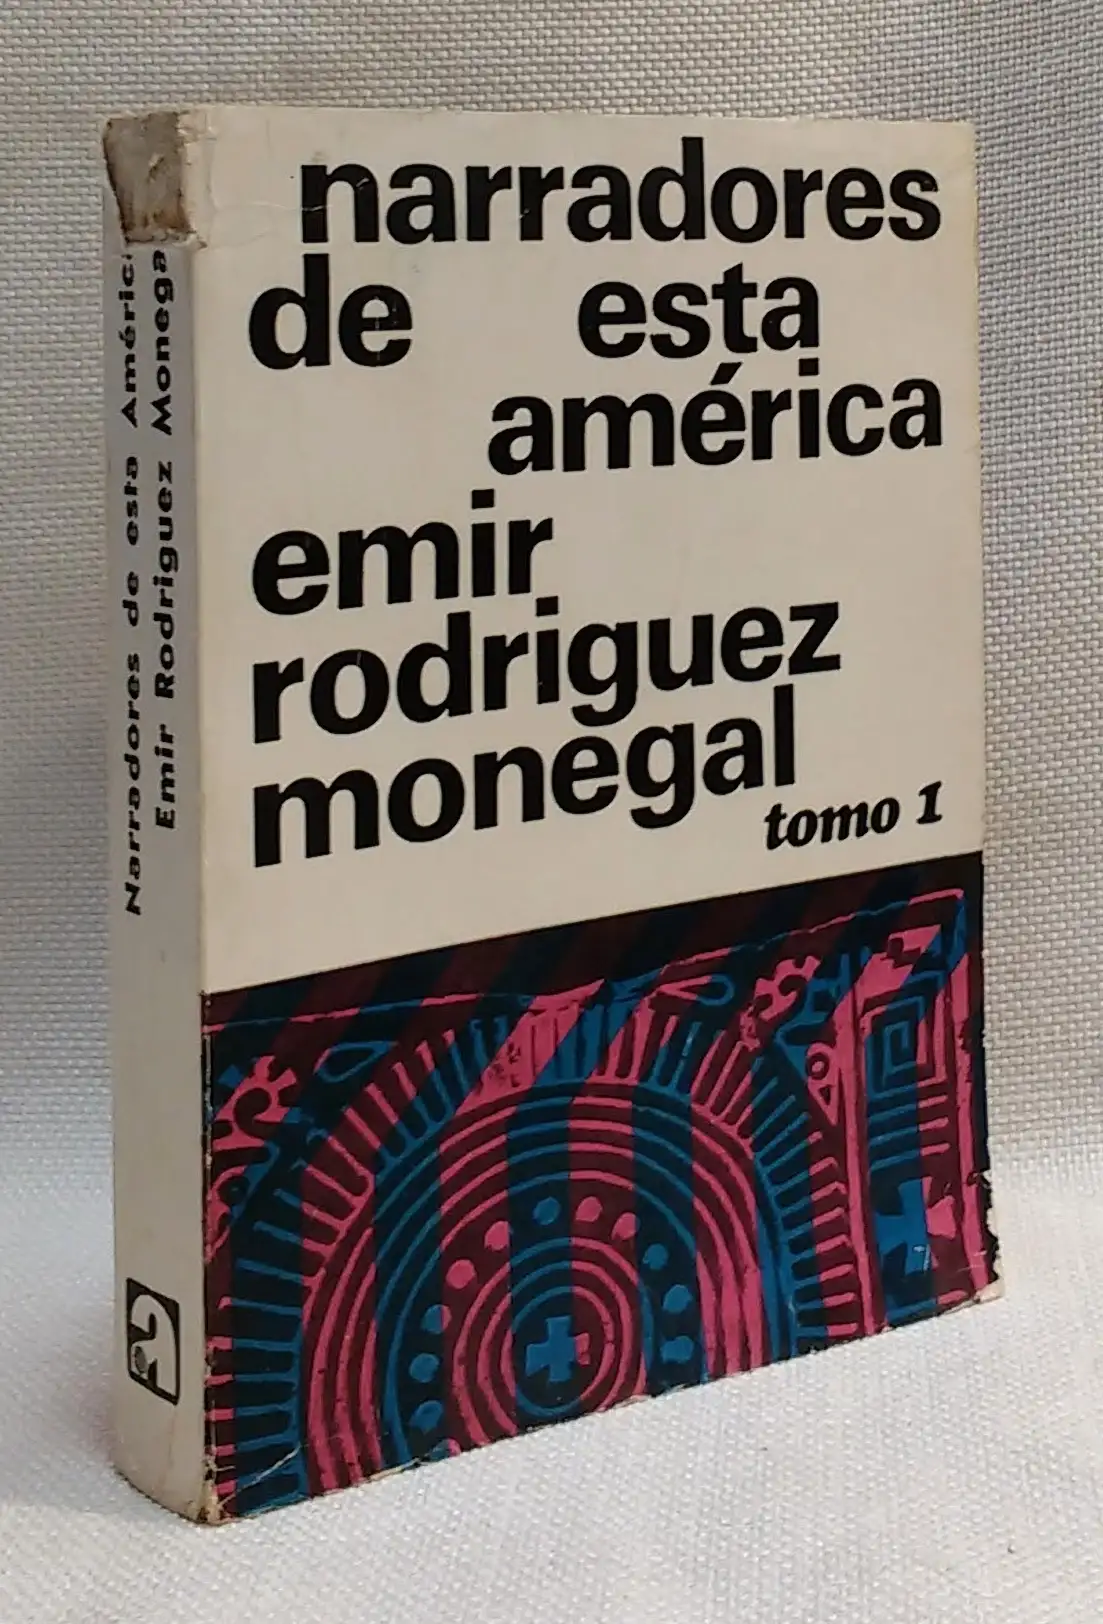 narradores
de esta
américa
emir
rodriguez
monegal
tomo 1
Narradores de esta Améric
Emir Rodriguez Monega